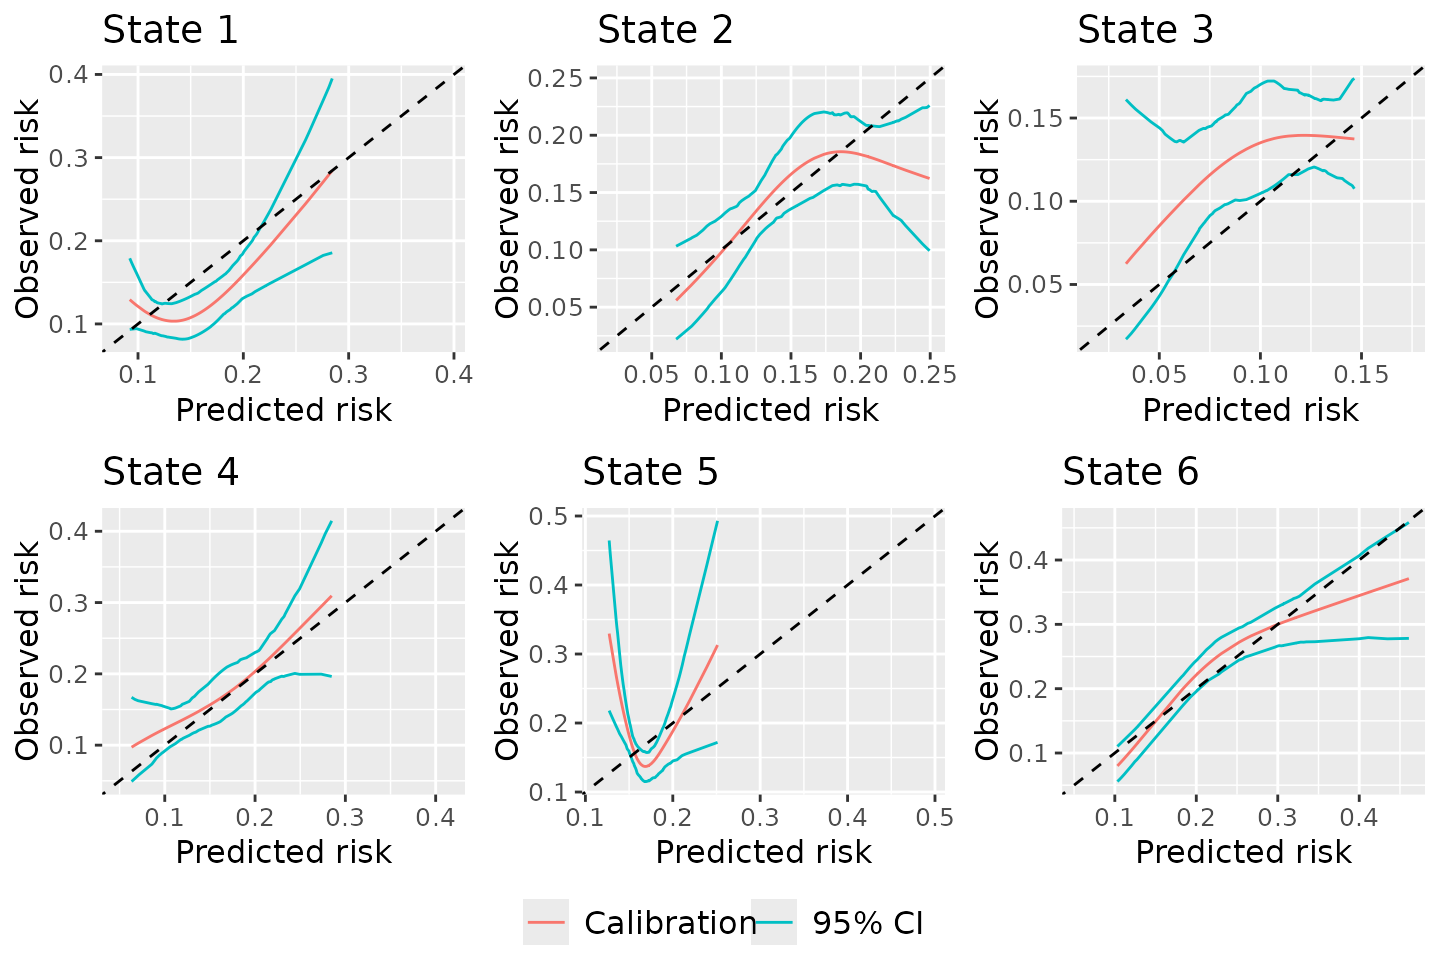 State 1
State 2
State 3
Observed risk
0.4
0.3
0.2
0.1
0.1 0.2 0.3 0.4
Predicted risk
Observed risk
0.25
0.20
0.15
0.10
0.05
0.05 0.10 0.15 0.20 0.25
Predicted risk
Observed risk
0.15
0.10
0.05
0.05 0.10 0.15
Predicted risk
State 4
State 5
State 6
Observed risk
0.4
0.3
0.2
0.1
0.1 0.2 0.3 0.4
Predicted risk
Observed risk
0.5
0.4
0.3
0.2
0.1
0.1 0.2 0.3 0.4 0.5
Predicted risk
Observed risk
0.4
0.3
0.2
0.1
0.1 0.2 0.3 0.4
Predicted risk
Calibration 95% CI